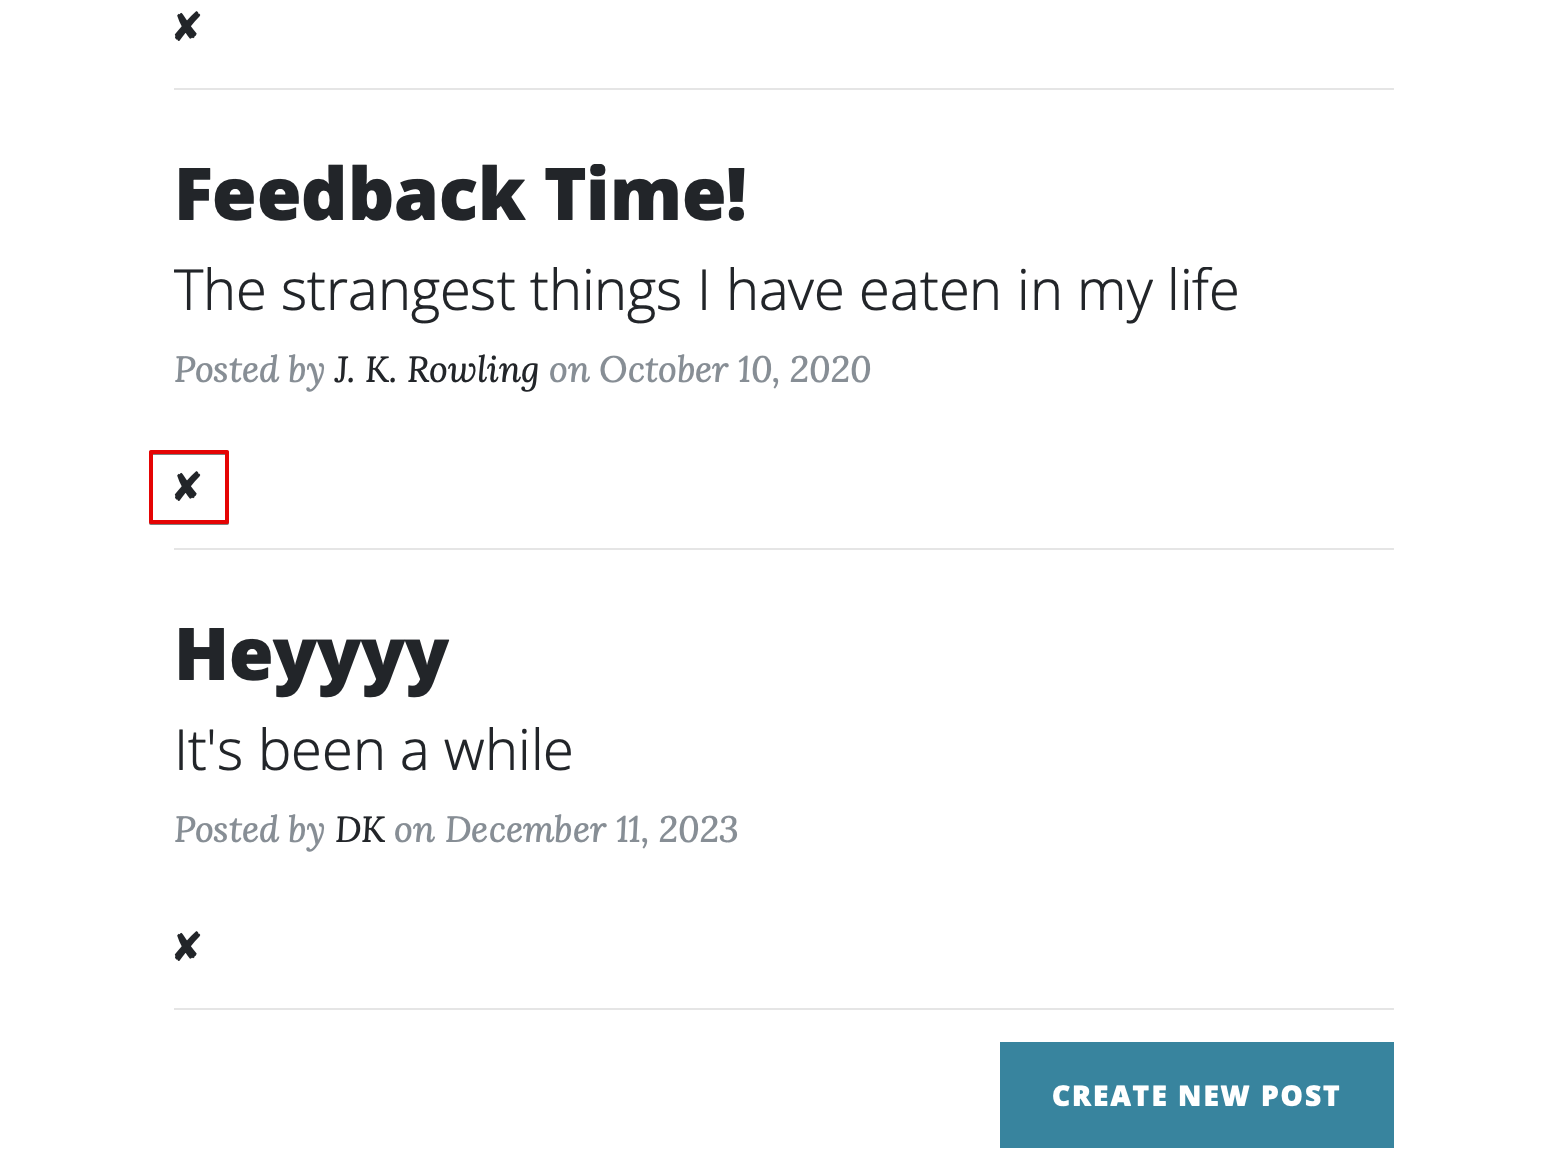 ✘
Feedback Time!
The strangest things I have eaten in my life
Posted by J. K. Rowling on October 10, 2020
✘
Heyyyy
It's been a while
Posted by DK on December 11, 2023
✘
CREATE NEW POST